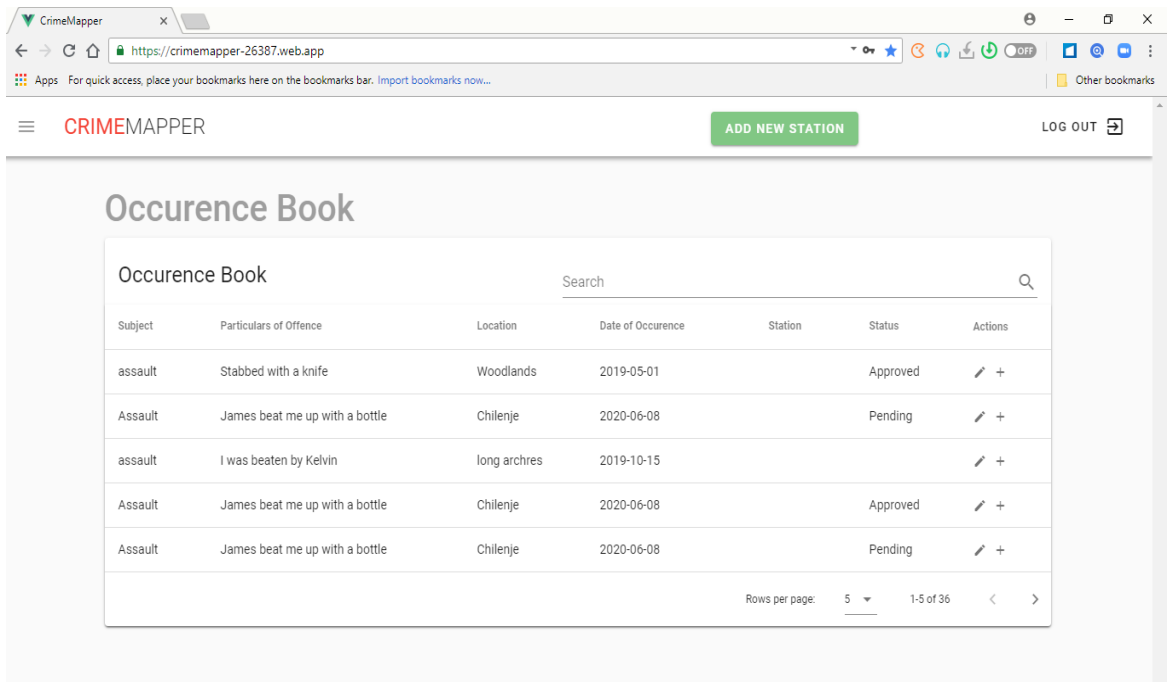 CrimeMapper
https://crimemapper-26387.web.app
OFF
Apps For quick access, place your bookmarks here on the bookmarks bar. Import bookmarks now... Other bookmarks
CRIMEMAPPER ADD NEW STATION LOG OUT
Occurence Book
Occurence Book Search
Subject Particulars of Offence Location Date of Occurence Station Status Actions
assault Stabbed with a knife Woodlands 2019-05-01 Approved
Assault James beat me up with a bottle Chilenje 2020-06-08 Pending
assault I was beaten by Kelvin long archres 2019-10-15
Assault James beat me up with a bottle Chilenje 2020-06-08 Approved
Assault James beat me up with a bottle Chilenje 2020-06-08 Pending
Rows per page: 5 1-5 of 36